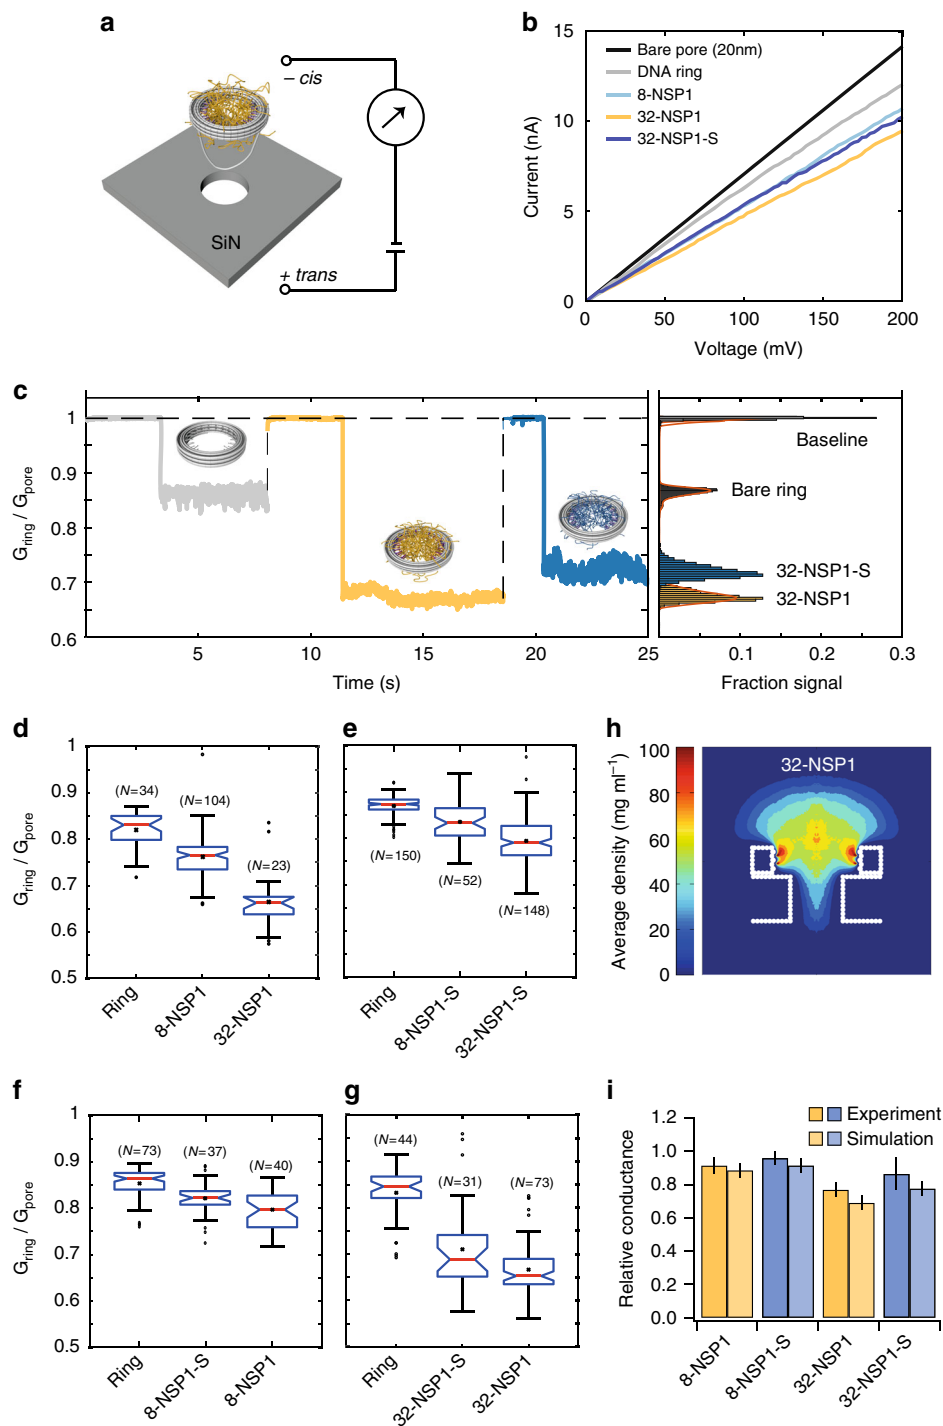 a
− cis
SiN
+ trans
b
15
10
5
0
Current (nA)
Bare pore (20nm)
DNA ring
8-NSP1
32-NSP1
32-NSP1-S
0
50
100
150
200
Voltage (mV)
c
1
0.9
0.8
0.7
0.6
G_ring / G_pore
5
10
15
20
25
Time (s)
Baseline
Bare ring
32-NSP1-S
32-NSP1
0.1
0.2
0.3
Fraction signal
d
1
0.9
0.8
0.7
0.6
0.5
G_ring / G_pore
(N=34)
(N=104)
(N=23)
Ring
8-NSP1
32-NSP1
e
(N=150)
(N=52)
(N=148)
Ring
8-NSP1-S
32-NSP1-S
h
100
80
60
40
20
0
Average density (mg ml⁻¹)
32-NSP1
f
1
0.9
0.8
0.7
0.6
0.5
G_ring / G_pore
(N=73)
(N=37)
(N=40)
Ring
8-NSP1-S
8-NSP1
g
(N=44)
(N=31)
(N=73)
Ring
32-NSP1-S
32-NSP1
i
1.2
1.0
0.8
0.6
0.4
0.2
0.0
Relative conductance
Experiment
Simulation
8-NSP1
8-NSP1-S
32-NSP1
32-NSP1-S